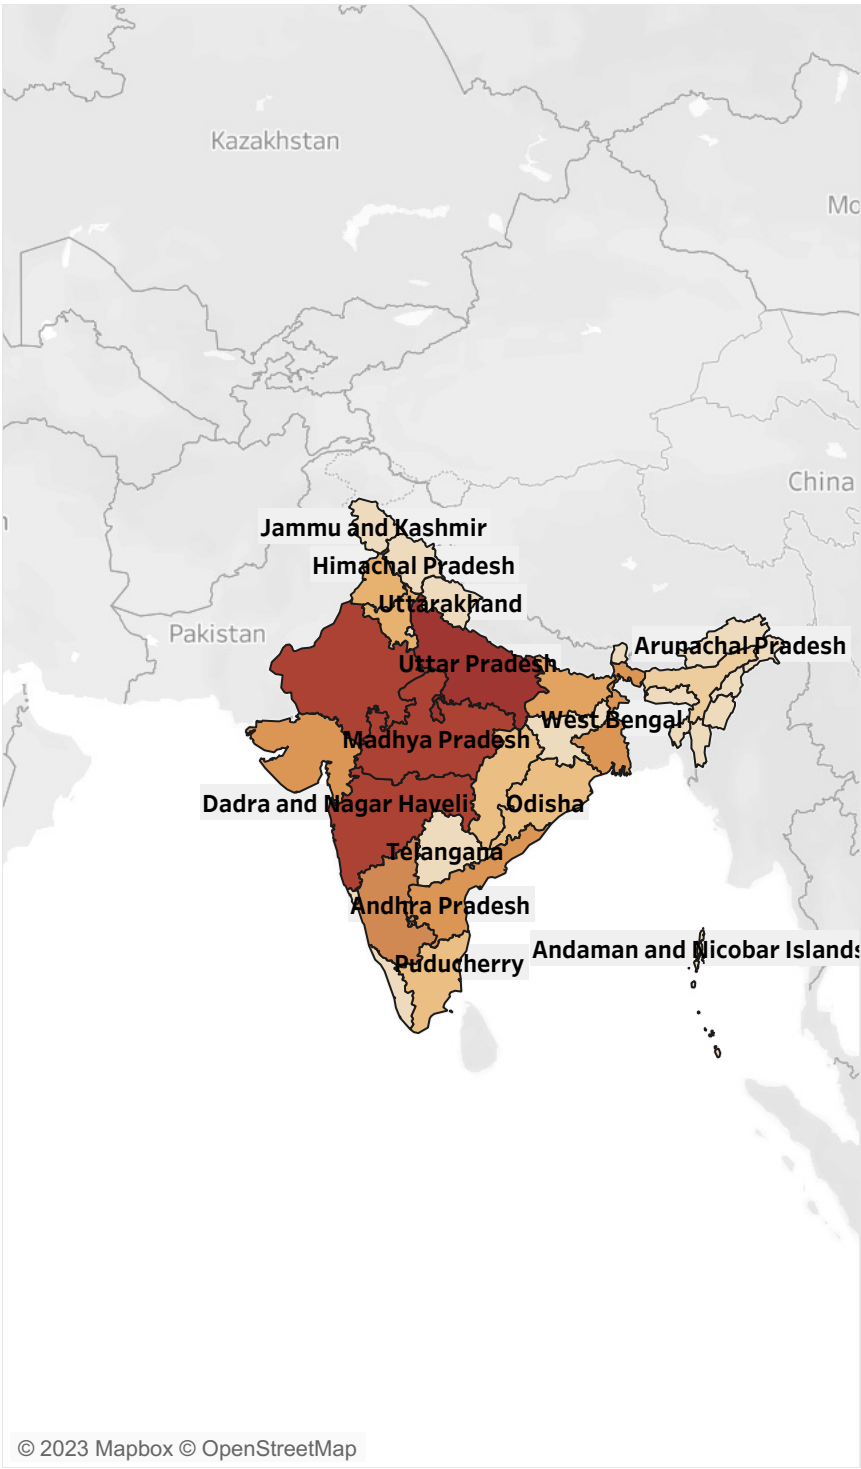 Kazakhstan
Mo
China
Jammu and Kashmir
Himachal Pradesh
Uttarakhand
Pakistan
Arunachal Pradesh
Uttar Pradesh
West Bengal
Madhya Pradesh
Dadra and Nagar Haveli
Odisha
Telangana
Andhra Pradesh
Andaman and Nicobar Islands
Puducherry
© 2023 Mapbox © OpenStreetMap